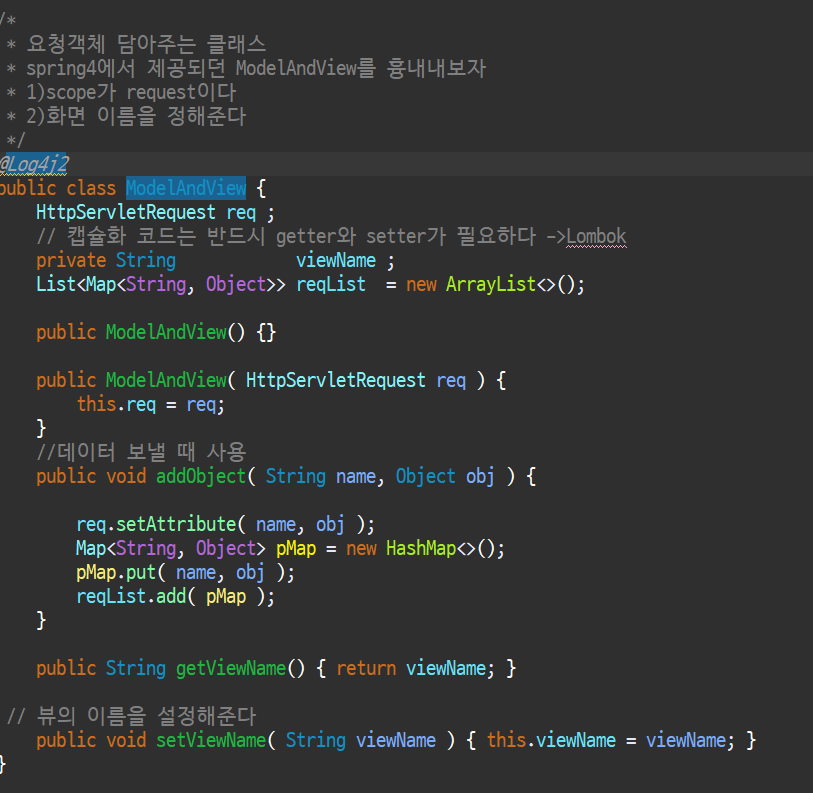 /*
* 요청객체 담아주는 클래스
* spring4에서 제공되던 ModelAndView를 흉내내보자
* 1)scope가 request이다
* 2)화면 이름을 정해준다
*/
@Log4j2
public class ModelAndView {
HttpServletRequest req ;
// 캡슐화 코드는 반드시 getter와 setter가 필요하다 ->Lombok
private String viewName ;
List<Map<String, Object>> reqList = new ArrayList<>();
public ModelAndView() {}
public ModelAndView( HttpServletRequest req ) {
this.req = req;
}
//데이터 보낼 때 사용
public void addObject( String name, Object obj ) {
req.setAttribute( name, obj );
Map<String, Object> pMap = new HashMap<>();
pMap.put( name, obj );
reqList.add( pMap );
}
public String getViewName() { return viewName; }
// 뷰의 이름을 설정해준다
public void setViewName( String viewName ) { this.viewName = viewName; }
}